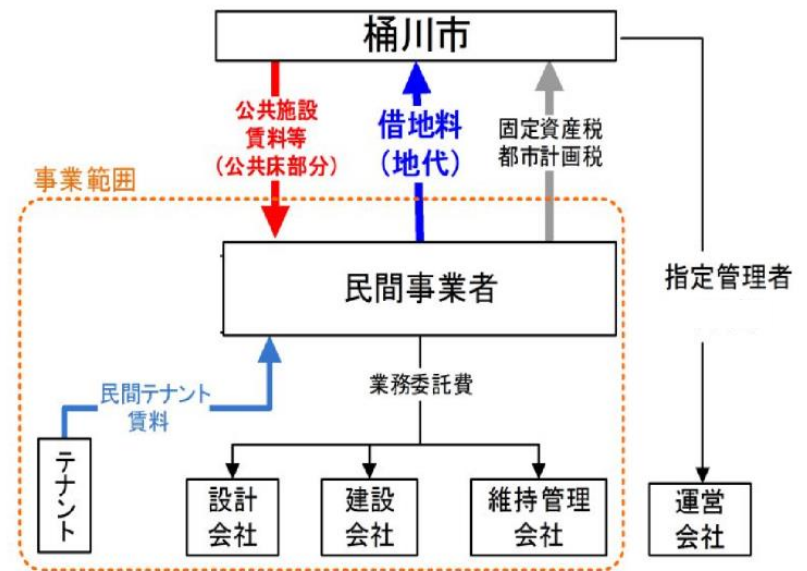 桶川市
公共施設
賃料等
(公共床部分)
借地料
(地代)
固定資産税
都市計画税
事業範囲
民間事業者
指定管理者
民間テナント
賃料
業務委託費
テナント
設計
会社
建設
会社
維持管理
会社
運営
会社